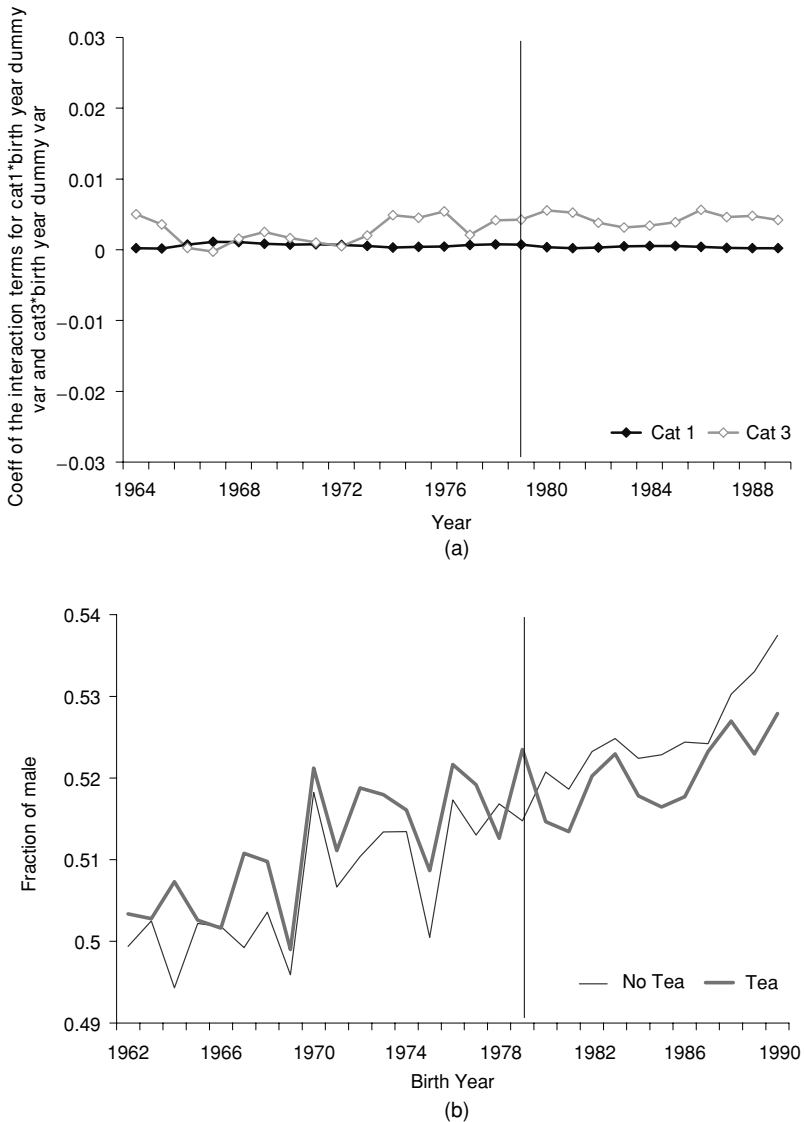 Coeff of the interaction terms for cat1*birth year dummy
var and cat3*birth year dummy var
0.03
0.02
0.01
0
−0.01
−0.02
−0.03
Cat 1
Cat 3
1964 1968 1972 1976 1980 1984 1988
Year
(a)
Fraction of male
0.54
0.53
0.52
0.51
0.5
0.49
No Tea
Tea
1962 1966 1970 1974 1978 1982 1986 1990
Birth Year
(b)